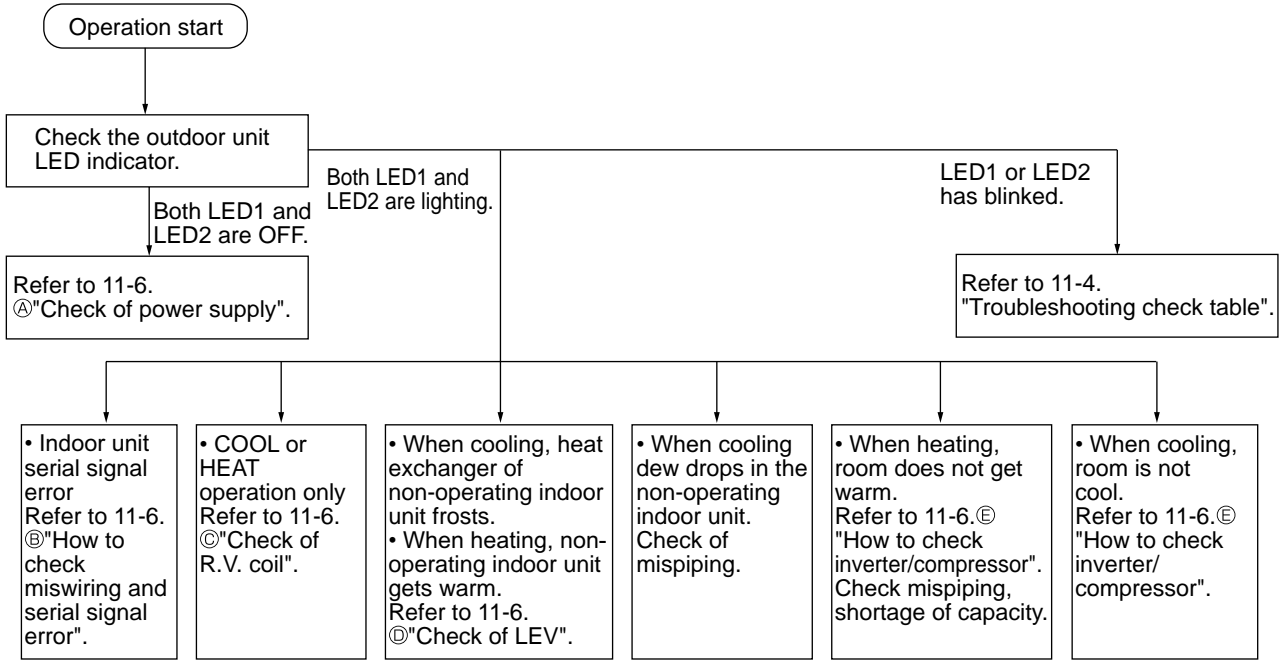 Operation start
Check the outdoor unit
LED indicator.
Both LED1 and
LED2 are OFF.
Both LED1 and
LED2 are lighting.
LED1 or LED2
has blinked.
Refer to 11-6.
Ⓐ"Check of power supply".
Refer to 11-4.
"Troubleshooting check table".
• Indoor unit
serial signal
error
Refer to 11-6.
Ⓑ"How to
check
miswiring and
serial signal
error".
• COOL or
HEAT
operation only
Refer to 11-6.
Ⓒ"Check of
R.V. coil".
• When cooling, heat
exchanger of
non-operating indoor
unit frosts.
• When heating, non-
operating indoor unit
gets warm.
Refer to 11-6.
Ⓓ"Check of LEV".
• When cooling
dew drops in the
non-operating
indoor unit.
Check of
mispiping.
• When heating,
room does not get
warm.
Refer to 11-6.Ⓔ
"How to check
inverter/compressor".
Check mispiping,
shortage of capacity.
• When cooling,
room is not
cool.
Refer to 11-6.Ⓔ
"How to check
inverter/
compressor".